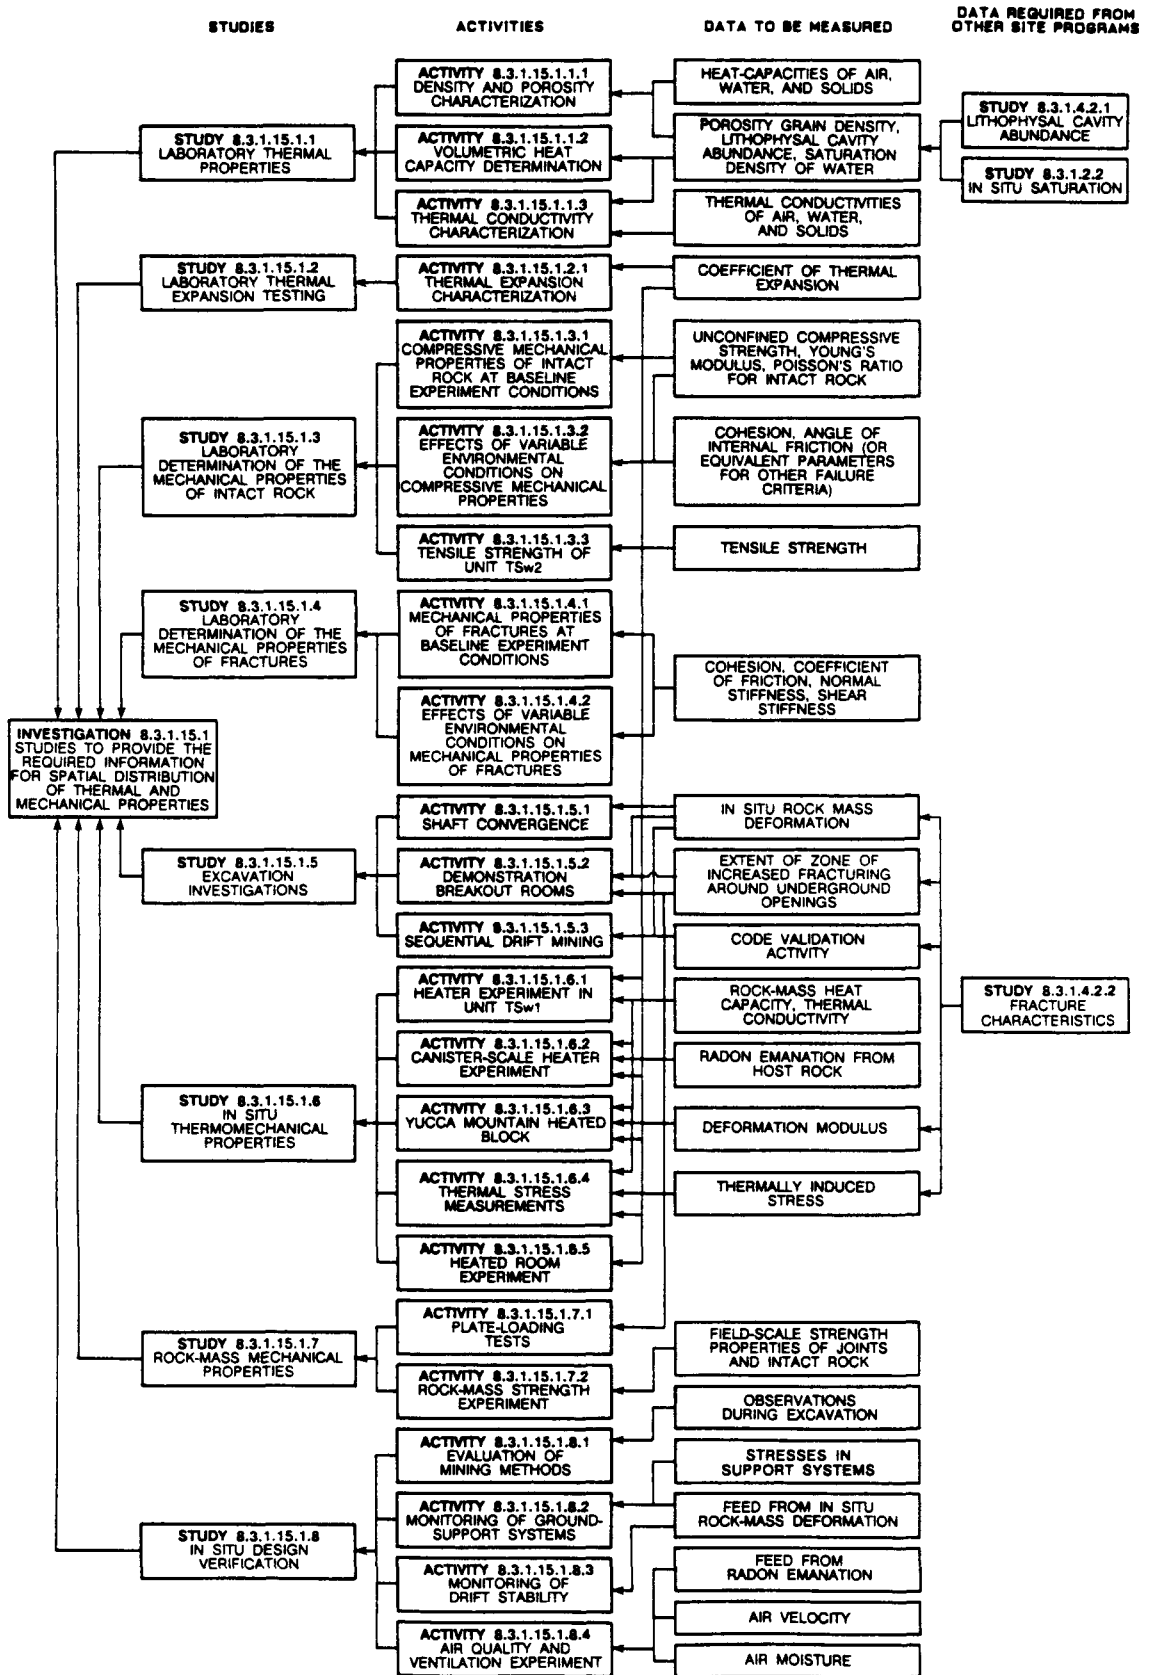 STUDIES
ACTIVITIES
DATA TO BE MEASURED
DATA REQUIRED FROM
OTHER SITE PROGRAMS
INVESTIGATION 8.3.1.15.1
STUDIES TO PROVIDE THE
REQUIRED INFORMATION
FOR SPATIAL DISTRIBUTION
OF THERMAL AND
MECHANICAL PROPERTIES
STUDY 8.3.1.15.1.1
LABORATORY THERMAL
PROPERTIES
STUDY 8.3.1.15.1.2
LABORATORY THERMAL
EXPANSION TESTING
STUDY 8.3.1.15.1.3
LABORATORY
DETERMINATION OF THE
MECHANICAL PROPERTIES
OF INTACT ROCK
STUDY 8.3.1.15.1.4
LABORATORY
DETERMINATION OF THE
MECHANICAL PROPERTIES
OF FRACTURES
STUDY 8.3.1.15.1.5
EXCAVATION
INVESTIGATIONS
STUDY 8.3.1.15.1.6
IN SITU
THERMOMECHANICAL
PROPERTIES
STUDY 8.3.1.15.1.7
ROCK-MASS MECHANICAL
PROPERTIES
STUDY 8.3.1.15.1.8
IN SITU DESIGN
VERIFICATION
ACTIVITY 8.3.1.15.1.1.1
DENSITY AND POROSITY
CHARACTERIZATION
ACTIVITY 8.3.1.15.1.1.2
VOLUMETRIC HEAT
CAPACITY DETERMINATION
ACTIVITY 8.3.1.15.1.1.3
THERMAL CONDUCTIVITY
CHARACTERIZATION
ACTIVITY 8.3.1.15.1.2.1
THERMAL EXPANSION
CHARACTERIZATION
ACTIVITY 8.3.1.15.1.3.1
COMPRESSIVE MECHANICAL
PROPERTIES OF INTACT
ROCK AT BASELINE
EXPERIMENT CONDITIONS
ACTIVITY 8.3.1.15.1.3.2
EFFECTS OF VARIABLE
ENVIRONMENTAL
CONDITIONS ON
COMPRESSIVE MECHANICAL
PROPERTIES
ACTIVITY 8.3.1.15.1.3.3
TENSILE STRENGTH OF
UNIT TSw2
ACTIVITY 8.3.1.15.1.4.1
MECHANICAL PROPERTIES
OF FRACTURES AT
BASELINE EXPERIMENT
CONDITIONS
ACTIVITY 8.3.1.15.1.4.2
EFFECTS OF VARIABLE
ENVIRONMENTAL
CONDITIONS ON
MECHANICAL PROPERTIES
OF FRACTURES
ACTIVITY 8.3.1.15.1.5.1
SHAFT CONVERGENCE
ACTIVITY 8.3.1.15.1.5.2
DEMONSTRATION
BREAKOUT ROOMS
ACTIVITY 8.3.1.15.1.5.3
SEQUENTIAL DRIFT MINING
ACTIVITY 8.3.1.15.1.6.1
HEATER EXPERIMENT IN
UNIT TSw1
ACTIVITY 8.3.1.15.1.6.2
CANISTER-SCALE HEATER
EXPERIMENT
ACTIVITY 8.3.1.15.1.6.3
YUCCA MOUNTAIN HEATED
BLOCK
ACTIVITY 8.3.1.15.1.6.4
THERMAL STRESS
MEASUREMENTS
ACTIVITY 8.3.1.15.1.6.5
HEATED ROOM
EXPERIMENT
ACTIVITY 8.3.1.15.1.7.1
PLATE-LOADING
TESTS
ACTIVITY 8.3.1.15.1.7.2
ROCK-MASS STRENGTH
EXPERIMENT
ACTIVITY 8.3.1.15.1.8.1
EVALUATION OF
MINING METHODS
ACTIVITY 8.3.1.15.1.8.2
MONITORING OF GROUND-
SUPPORT SYSTEMS
ACTIVITY 8.3.1.15.1.8.3
MONITORING OF
DRIFT STABILITY
ACTIVITY 8.3.1.15.1.8.4
AIR QUALITY AND
VENTILATION EXPERIMENT
HEAT-CAPACITIES OF AIR,
WATER, AND SOLIDS
POROSITY GRAIN DENSITY,
LITHOPHYSAL CAVITY
ABUNDANCE, SATURATION
DENSITY OF WATER
THERMAL CONDUCTIVITIES
OF AIR, WATER,
AND SOLIDS
COEFFICIENT OF THERMAL
EXPANSION
UNCONFINED COMPRESSIVE
STRENGTH, YOUNG'S
MODULUS, POISSON'S RATIO
FOR INTACT ROCK
COHESION, ANGLE OF
INTERNAL FRICTION (OR
EQUIVALENT PARAMETERS
FOR OTHER FAILURE
CRITERIA)
TENSILE STRENGTH
COHESION, COEFFICIENT
OF FRICTION, NORMAL
STIFFNESS, SHEAR
STIFFNESS
IN SITU ROCK MASS
DEFORMATION
EXTENT OF ZONE OF
INCREASED FRACTURING
AROUND UNDERGROUND
OPENINGS
CODE VALIDATION
ACTIVITY
ROCK-MASS HEAT
CAPACITY, THERMAL
CONDUCTIVITY
RADON EMANATION FROM
HOST ROCK
DEFORMATION MODULUS
THERMALLY INDUCED
STRESS
FIELD-SCALE STRENGTH
PROPERTIES OF JOINTS
AND INTACT ROCK
OBSERVATIONS
DURING EXCAVATION
STRESSES IN
SUPPORT SYSTEMS
FEED FROM IN SITU
ROCK-MASS DEFORMATION
FEED FROM
RADON EMANATION
AIR VELOCITY
AIR MOISTURE
STUDY 8.3.1.4.2.1
LITHOPHYSAL CAVITY
ABUNDANCE
STUDY 8.3.1.2.2
IN SITU SATURATION
STUDY 8.3.1.4.2.2
FRACTURE
CHARACTERISTICS